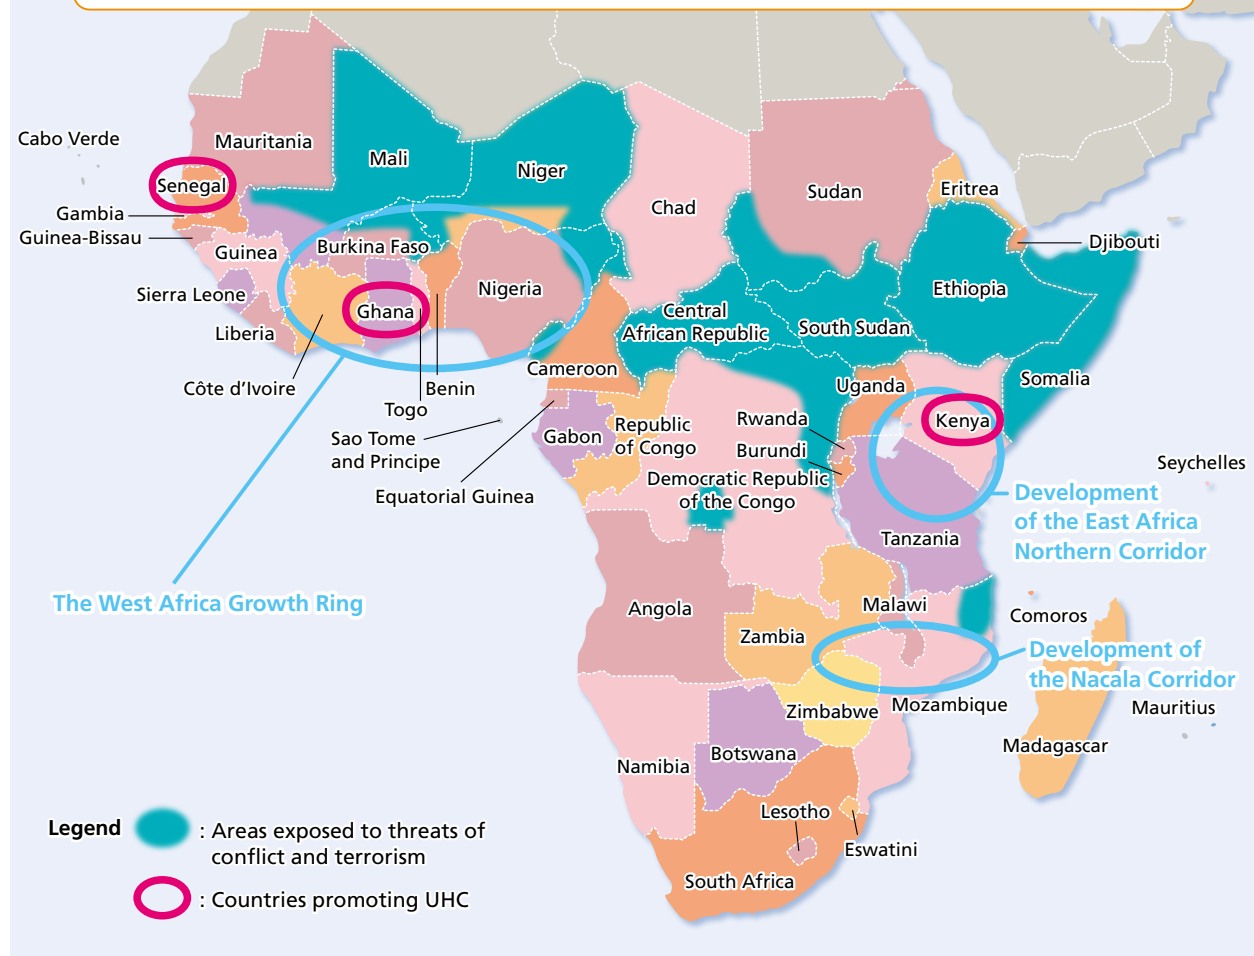 Cabo Verde
Mauritania
Mali
Niger
Senegal
Chad
Sudan
Eritrea
Gambia
Guinea-Bissau
Guinea
Burkina Faso
Djibouti
Sierra Leone
Nigeria
Ethiopia
Ghana
Central
African Republic
South Sudan
Liberia
Côte d’Ivoire
Benin
Togo
Cameroon
Uganda
Somalia
Sao Tome
and Principe
Gabon
Republic
of Congo
Rwanda
Kenya
Burundi
Equatorial Guinea
Democratic Republic
of the Congo
Seychelles
Development
of the East Africa
Northern Corridor
Tanzania
The West Africa Growth Ring
Angola
Malawi
Zambia
Comoros
Development of
the Nacala Corridor
Zimbabwe
Mozambique
Mauritius
Madagascar
Namibia
Botswana
Lesotho
Eswatini
South Africa
Legend
: Areas exposed to threats of
conflict and terrorism
: Countries promoting UHC